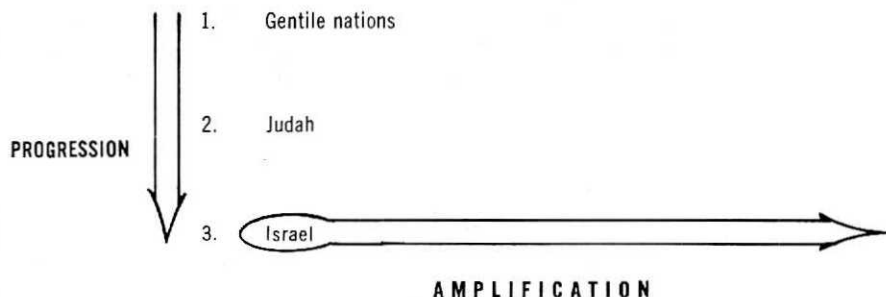 1. Gentile nations
2. Judah
PROGRESSION
3. Israel
AMPLIFICATION